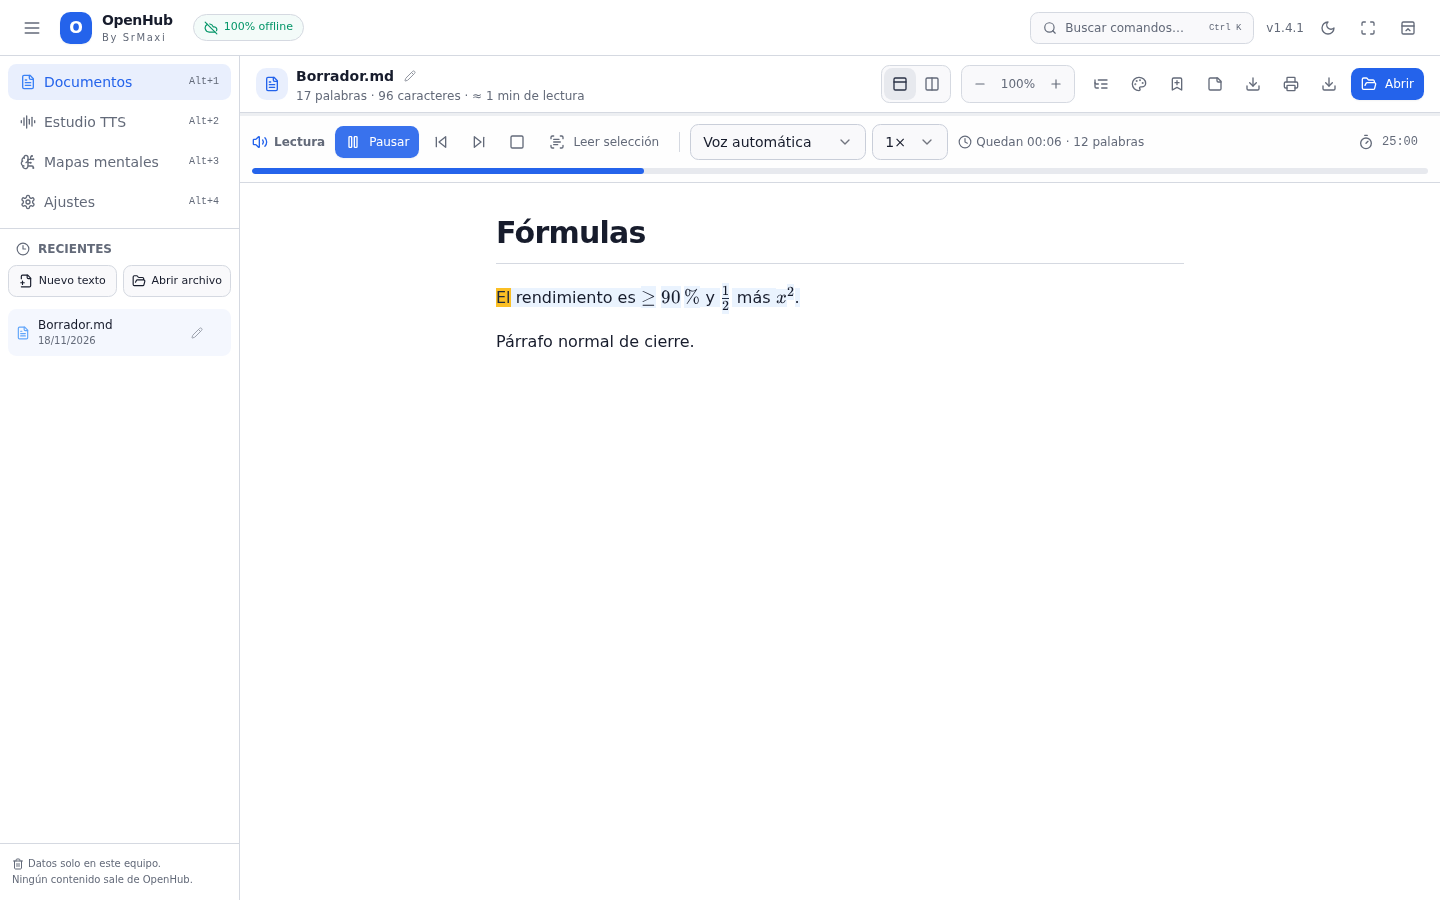 OpenHub
By SrMaxi
100% offline
Buscar comandos...
Ctrl K
v1.4.1
Documentos Alt+1
Estudio TTS Alt+2
Mapas mentales Alt+3
Ajustes Alt+4
RECIENTES
Nuevo texto
Abrir archivo
Borrador.md
18/11/2026
Datos solo en este equipo.
Ningún contenido sale de OpenHub.
Borrador.md
17 palabras · 96 caracteres · ≈ 1 min de lectura
100%
Abrir
Lectura
Pausar
Leer selección
Voz automática
1×
Quedan 00:06 · 12 palabras
25:00
Fórmulas
El rendimiento es ≥ 90 % y 1/2 más x².
Párrafo normal de cierre.